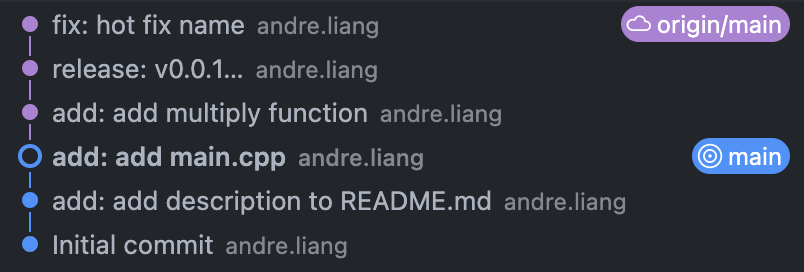 fix: hot fix name andre.liang origin/main
release: v0.0.1... andre.liang
add: add multiply function andre.liang
add: add main.cpp andre.liang main
add: add description to README.md andre.liang
Initial commit andre.liang